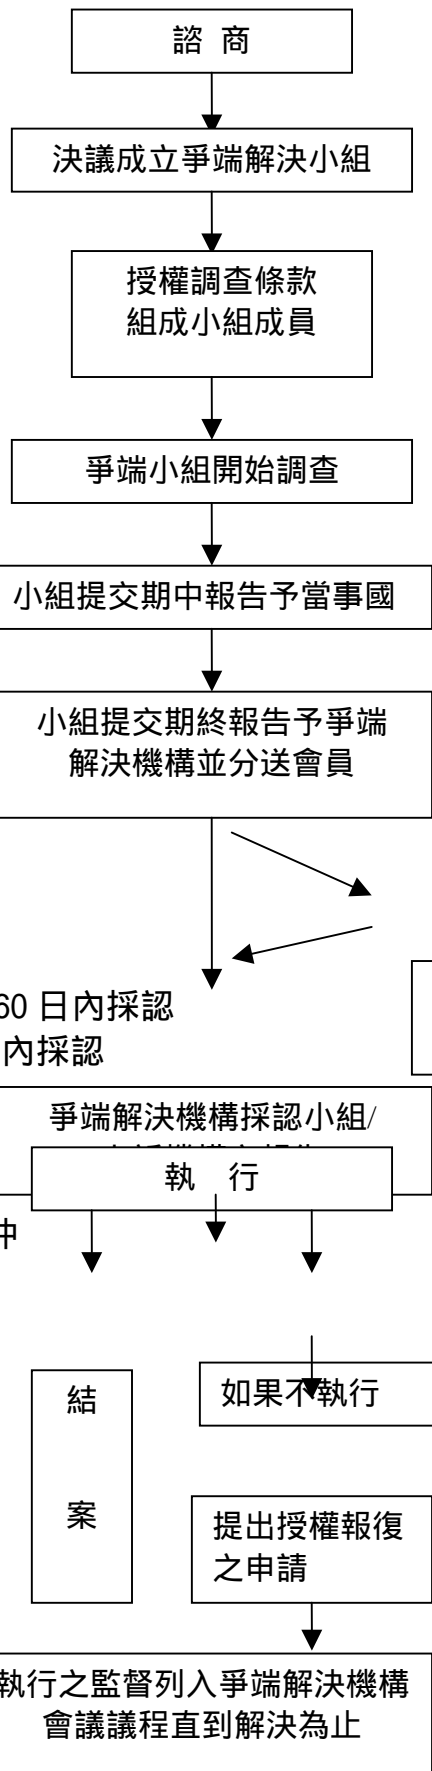 諮 商
決議成立爭端解決小組
授權調查條款
組成小組成員
爭端小組開始調查
小組提交期中報告予當事國
小組提交期終報告予爭端
解決機構並分送會員
60 日內採認
內採認
爭端解決機構採認小組/
執 行
如果不執行
結
案
提出授權報復
之申請
執行之監督列入爭端解決機構
會議議程直到解決為止